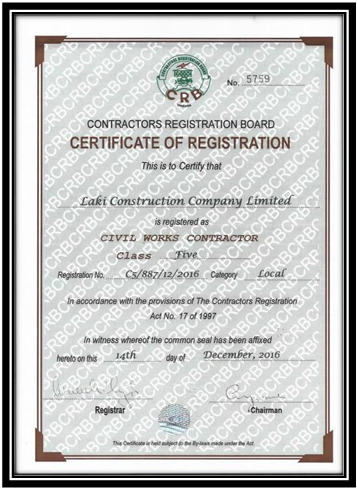 CRB
No. 5759
CONTRACTORS REGISTRATION BOARD
CERTIFICATE OF REGISTRATION
This is to Certify that
Laki Construction Company Limited
is registered as
CIVIL WORKS CONTRACTOR
Class Five
Registration No. C5/887/12/2016 Category Local
In accordance with the provisions of The Contractors Registration
Act No. 17 of 1997
In witness whereof the common seal has been affixed
hereto on this 14th day of December, 2016
Registrar Chairman
This Certificate is held subject to the By-laws made under the Act